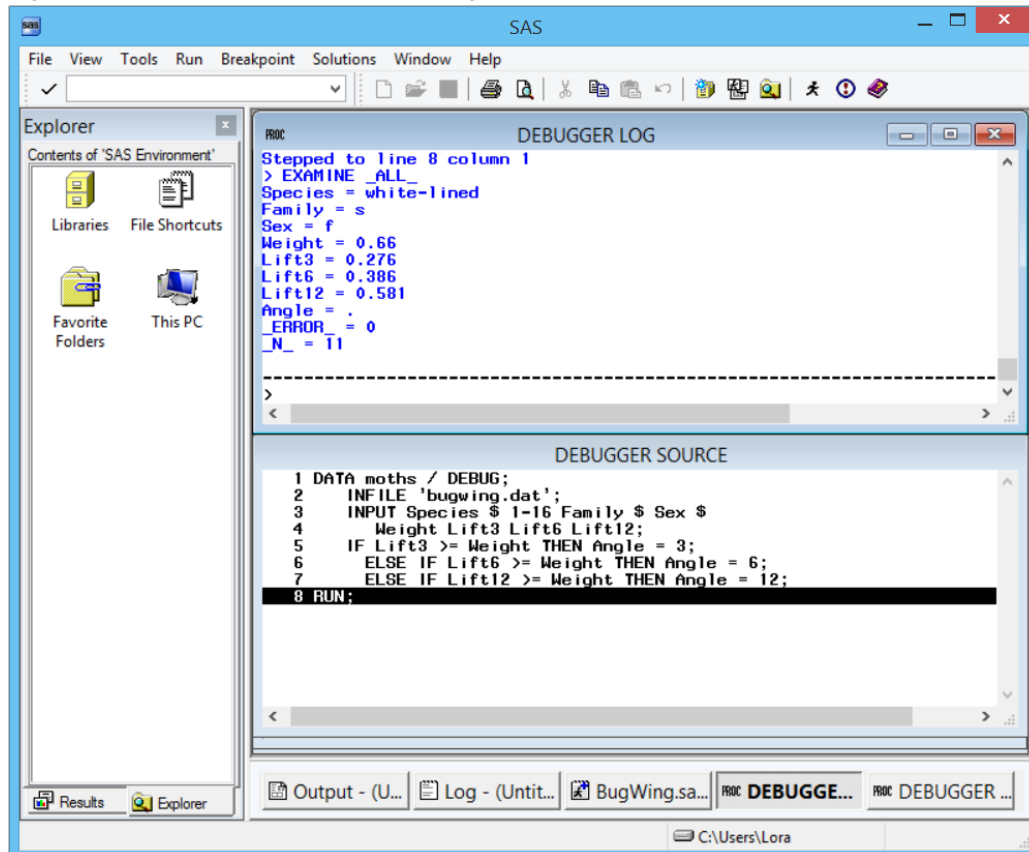 sas
SAS
File View Tools Run Breakpoint Solutions Window Help
Explorer
Contents of 'SAS Environment'
Libraries File Shortcuts
Favorite Folders This PC
PROC DEBUGGER LOG
Stepped to line 8 column 1
> EXAMINE _ALL_
Species = white-lined
Family = s
Sex = f
Weight = 0.66
Lift3 = 0.276
Lift6 = 0.386
Lift12 = 0.581
Angle = .
_ERROR_ = 0
_N_ = 11
--------------------------------------------------------------------------------
>
DEBUGGER SOURCE
1 DATA moths / DEBUG;
2 INFILE 'bugwing.dat';
3 INPUT Species $ 1-16 Family $ Sex $
4 Weight Lift3 Lift6 Lift12;
5 IF Lift3 >= Weight THEN Angle = 3;
6 ELSE IF Lift6 >= Weight THEN Angle = 6;
7 ELSE IF Lift12 >= Weight THEN Angle = 12;
8 RUN;
Results Explorer
Output - (U... Log - (Untit... BugWing.sa... PROC DEBUGGE... PROC DEBUGGER ...
C:\Users\Lora